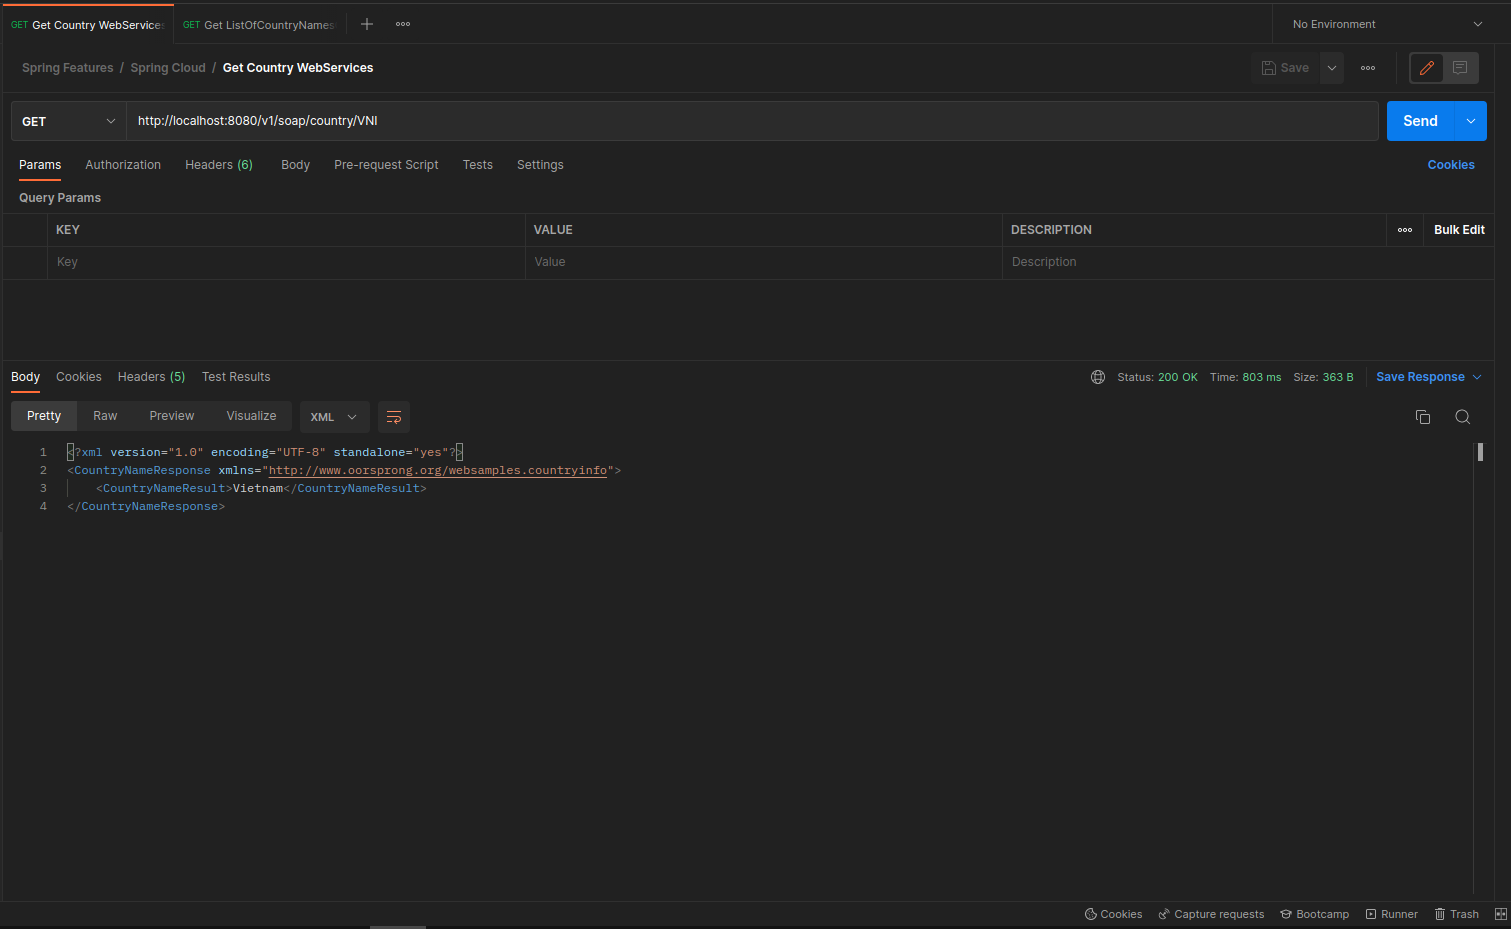 GET Get Country WebServices GET Get ListOfCountryNames No Environment
Spring Features / Spring Cloud / Get Country WebServices Save
GET http://localhost:8080/v1/soap/country/VNI Send
Params Authorization Headers (6) Body Pre-request Script Tests Settings Cookies
Query Params
KEY VALUE DESCRIPTION Bulk Edit
Key Value Description
Body Cookies Headers (5) Test Results Status: 200 OK Time: 803 ms Size: 363 B Save Response
Pretty Raw Preview Visualize XML
1 <?xml version="1.0" encoding="UTF-8" standalone="yes"?>
2 <CountryNameResponse xmlns="http://www.oorsprong.org/websamples.countryinfo">
3 <CountryNameResult>Vietnam</CountryNameResult>
4 </CountryNameResponse>
Cookies Capture requests Bootcamp Runner Trash